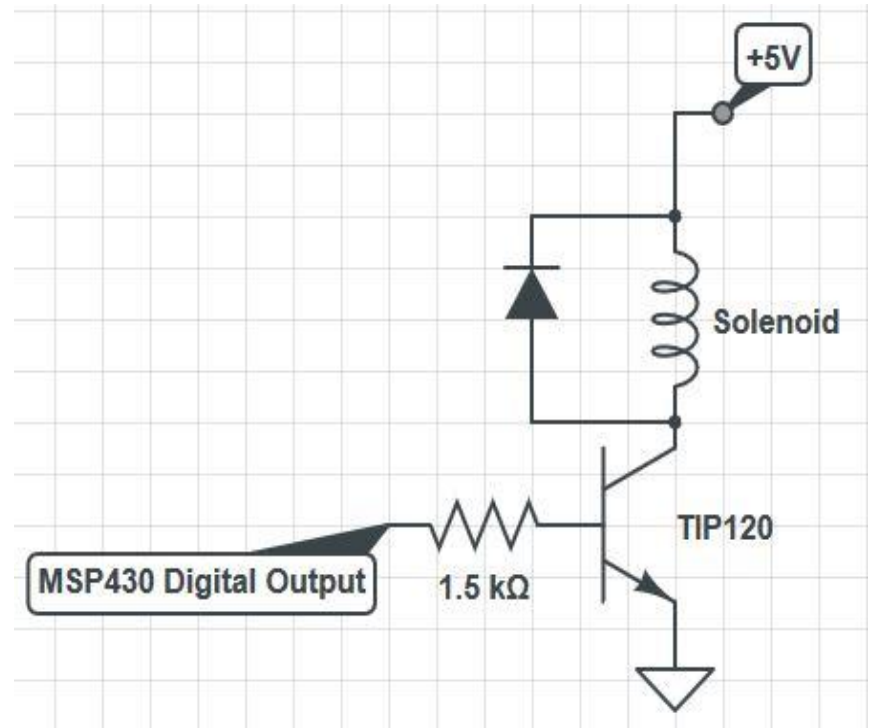 +5V
Solenoid
TIP120
MSP430 Digital Output
1.5 kΩ